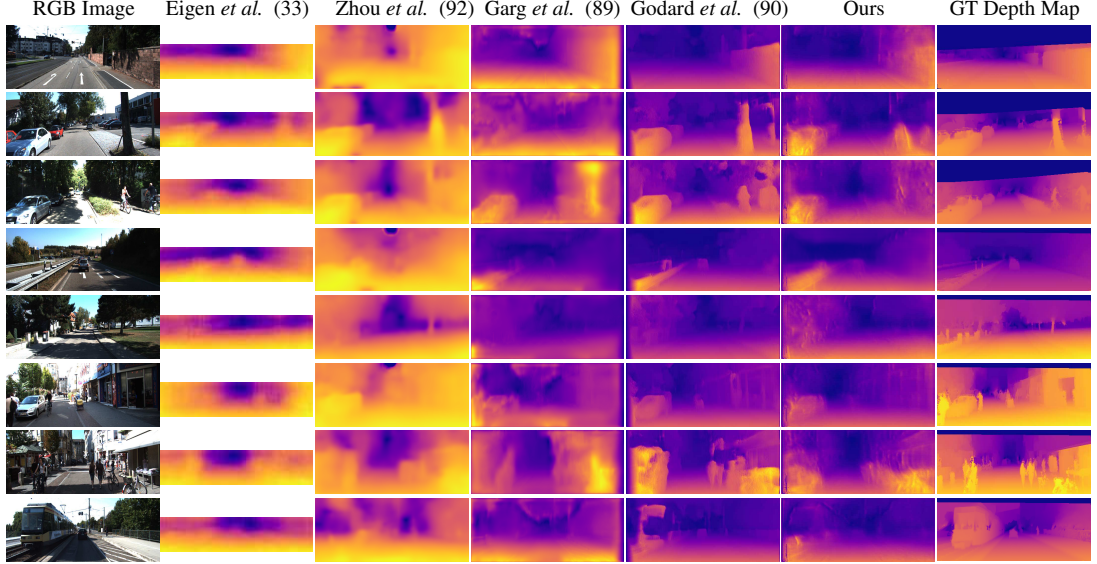 RGB Image Eigen et al. (33) Zhou et al. (92) Garg et al. (89) Godard et al. (90) Ours GT Depth Map